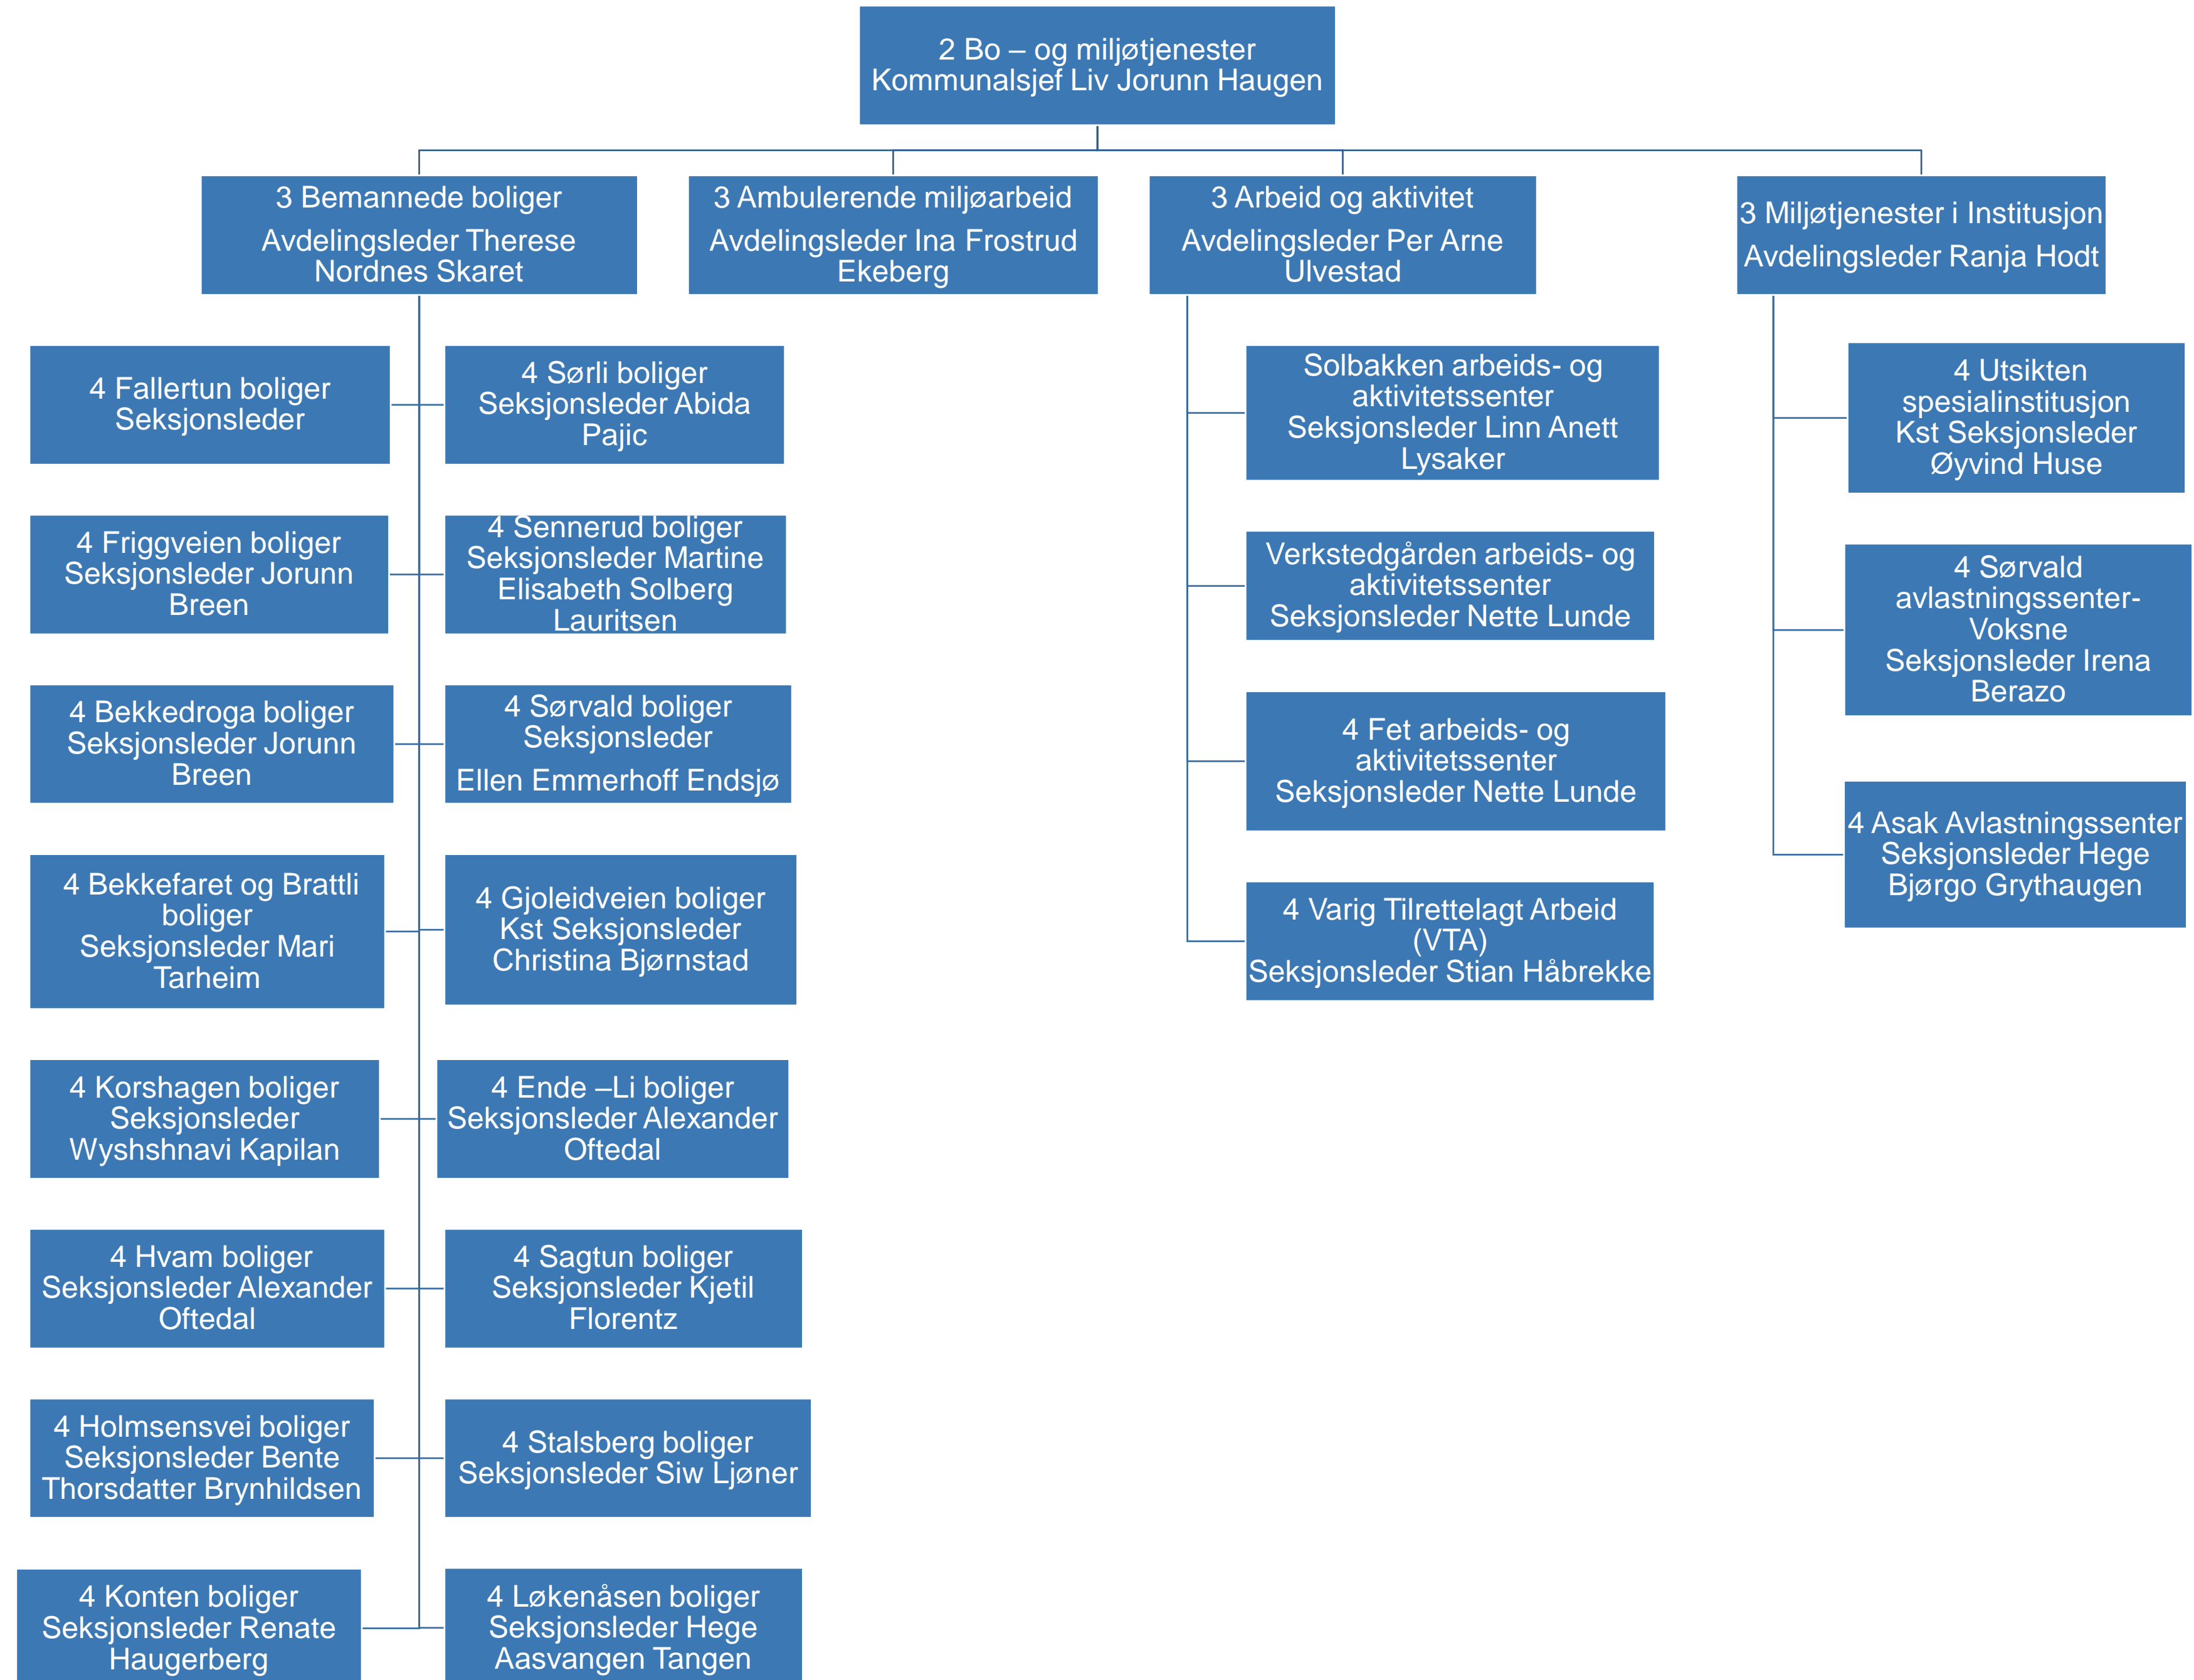 2 Bo – og miljøtjenester
Kommunalsjef Liv Jorunn Haugen
3 Bemannede boliger
Avdelingsleder Therese
Nordnes Skaret
3 Ambulerende miljøarbeid
Avdelingsleder Ina Frostrud
Ekeberg
3 Arbeid og aktivitet
Avdelingsleder Per Arne
Ulvestad
3 Miljøtjenester i Institusjon
Avdelingsleder Ranja Hodt
4 Fallertun boliger
Seksjonsleder
4 Sørli boliger
Seksjonsleder Abida
Pajic
4 Friggveien boliger
Seksjonsleder Jorunn
Breen
4 Sennerud boliger
Seksjonsleder Martine
Elisabeth Solberg
Lauritsen
4 Bekkedroga boliger
Seksjonsleder Jorunn
Breen
4 Sørvald boliger
Seksjonsleder
Ellen Emmerhoff Endsjø
4 Bekkefaret og Brattli
boliger
Seksjonsleder Mari
Tarheim
4 Gjoleidveien boliger
Kst Seksjonsleder
Christina Bjørnstad
4 Korshagen boliger
Seksjonsleder
Wyshshnavi Kapilan
4 Ende –Li boliger
Seksjonsleder Alexander
Oftedal
4 Hvam boliger
Seksjonsleder Alexander
Oftedal
4 Sagtun boliger
Seksjonsleder Kjetil
Florentz
4 Holmsensvei boliger
Seksjonsleder Bente
Thorsdatter Brynhildsen
4 Stalsberg boliger
Seksjonsleder Siw Ljøner
4 Konten boliger
Seksjonsleder Renate
Haugerberg
4 Løkenåsen boliger
Seksjonsleder Hege
Aasvangen Tangen
Solbakken arbeids- og
aktivitetssenter
Seksjonsleder Linn Anett
Lysaker
Verkstedgården arbeids- og
aktivitetssenter
Seksjonsleder Nette Lunde
4 Fet arbeids- og
aktivitetssenter
Seksjonsleder Nette Lunde
4 Varig Tilrettelagt Arbeid
(VTA)
Seksjonsleder Stian Håbrekke
4 Utsikten
spesialinstitusjon
Kst Seksjonsleder
Øyvind Huse
4 Sørvald
avlastningssenter-
Voksne
Seksjonsleder Irena
Berazo
4 Asak Avlastningssenter
Seksjonsleder Hege
Bjørgo Grythaugen